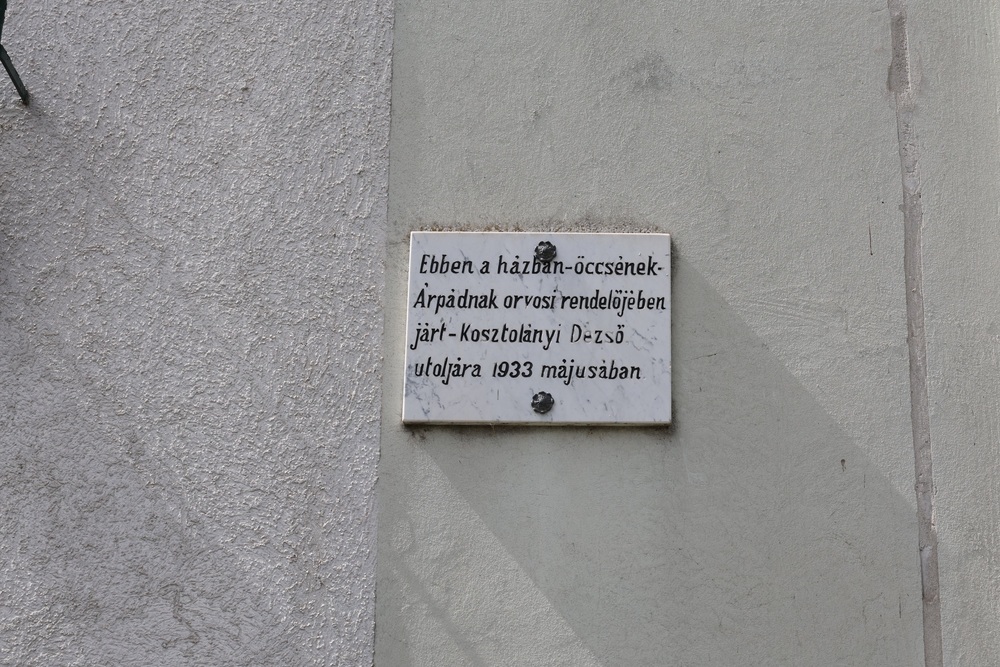 Ebben a házban-öccsének-
Árpádnak orvosi rendelőjében
járt-Kosztolányi Dezső
utoljára 1933 májusában